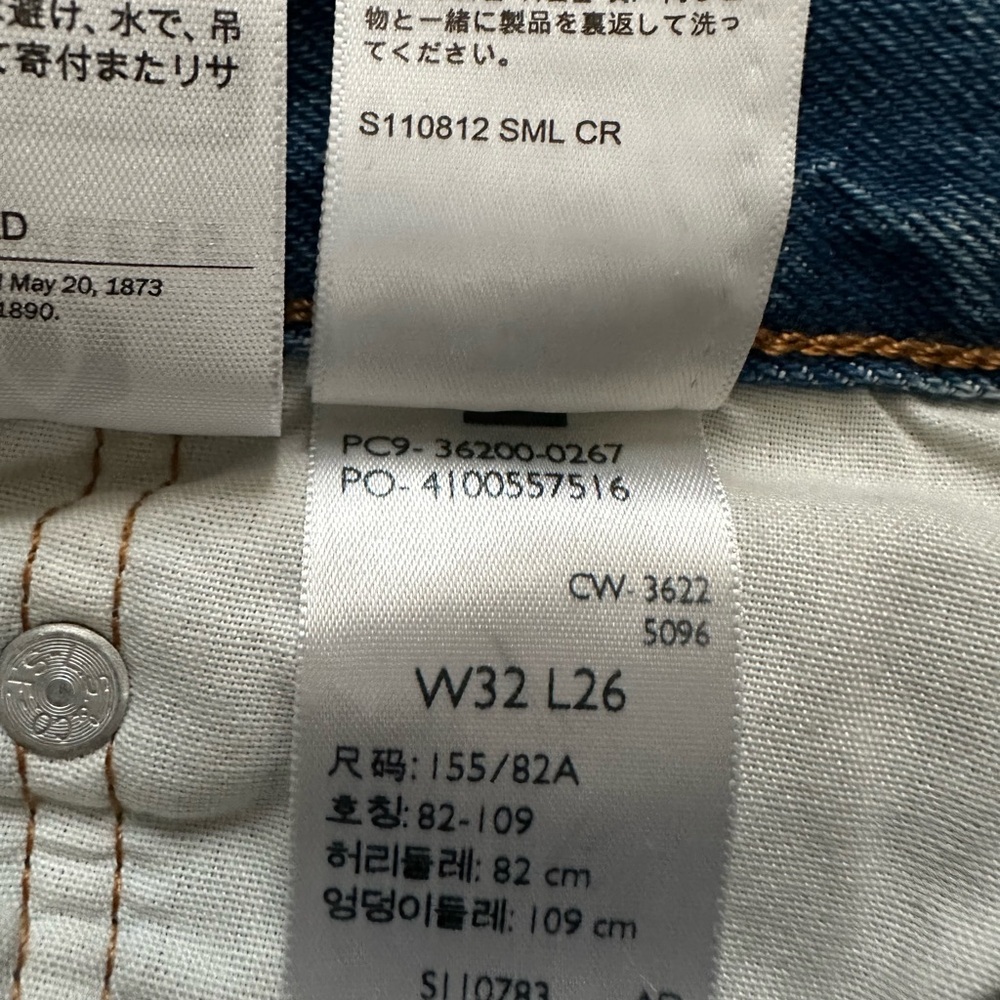 避け、水で、吊
て寄付またリサ
D
May 20, 1873
1890.
物と一緒に製品を裏返して洗っ
てください。
S110812 SML CR
PC9- 36200-0267
PO- 4100557516
CW- 3622
5096
W32 L26
尺码: 155/82A
호칭: 82-109
허리둘레: 82 cm
엉덩이둘레: 109 cm
S110783